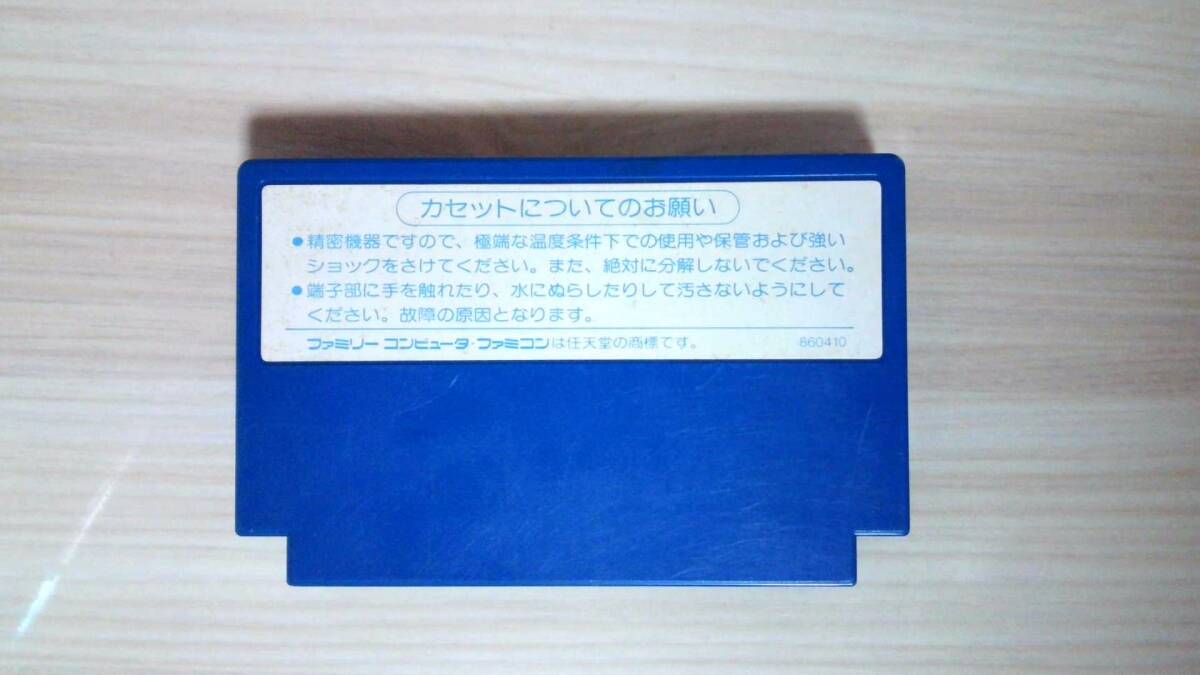 カセットについてのお願い
●精密機器ですので、極端な温度条件下での使用や保管および強い
ショックをさけてください。また、絶対に分解しないでください。
●端子部に手を触れたり、水にぬらしたりして汚さないようにして
ください。故障の原因となります。
ファミリー コンピュータ・ファミコンは任天堂の商標です。 860410